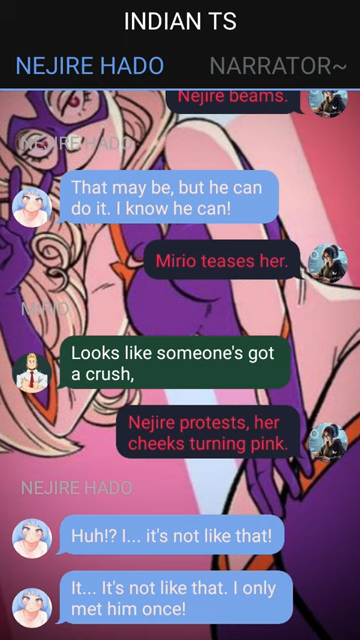 INDIAN TS
NEJIRE HADO NARRATOR~
Nejire beams.
NEJIRE HADO
That may be, but he can
do it. I know he can!
Mirio teases her.
MIRIO
Looks like someone's got
a crush,
Nejire protests, her
cheeks turning pink.
NEJIRE HADO
Huh!? I... it's not like that!
It... It's not like that. I only
met him once!